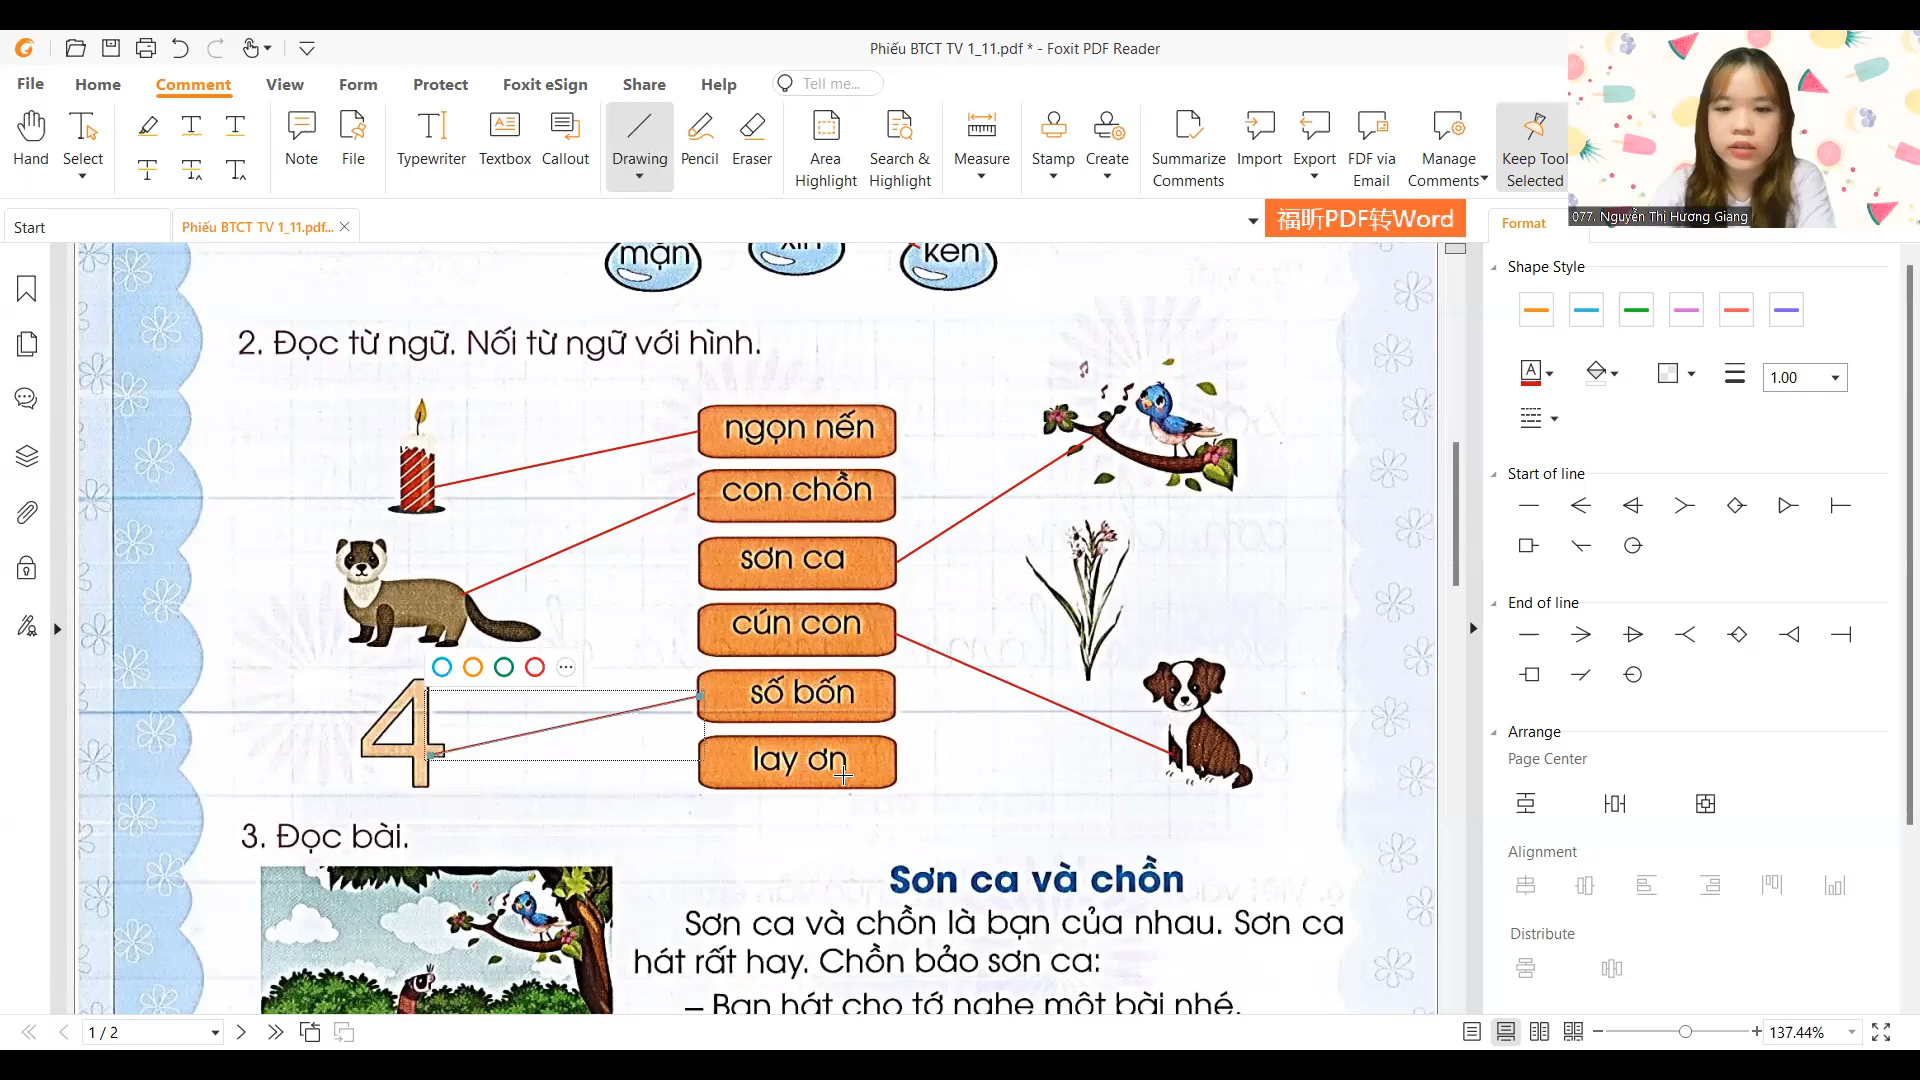 Phiếu BTCT TV 1_11.pdf * - Foxit PDF Reader
File Home Comment View Form Protect Foxit eSign Share Help Tell me...
Hand Select Note File Typewriter Textbox Callout Drawing Pencil Eraser Area Highlight Search & Highlight Measure Stamp Create Summarize Comments Import Export FDF via Email Manage Comments Keep Tool Selected
077. Nguyễn Thị Hương Giang
Start
Phiếu BTCT TV 1_11.pdf...
福昕PDF转Word
Format
mặn xin ken
Shape Style
2. Đọc từ ngữ. Nối từ ngữ với hình.
1.00
ngọn nến
con chồn
Start of line
sơn ca
End of line
cún con
số bốn
4
lay ơn
Arrange
Page Center
3. Đọc bài.
Alignment
Sơn ca và chồn
Sơn ca và chồn là bạn của nhau. Sơn ca
Distribute
hát rất hay. Chồn bảo sơn ca:
– Bạn hát cho tớ nghe một bài nhé.
1 / 2
137.44%